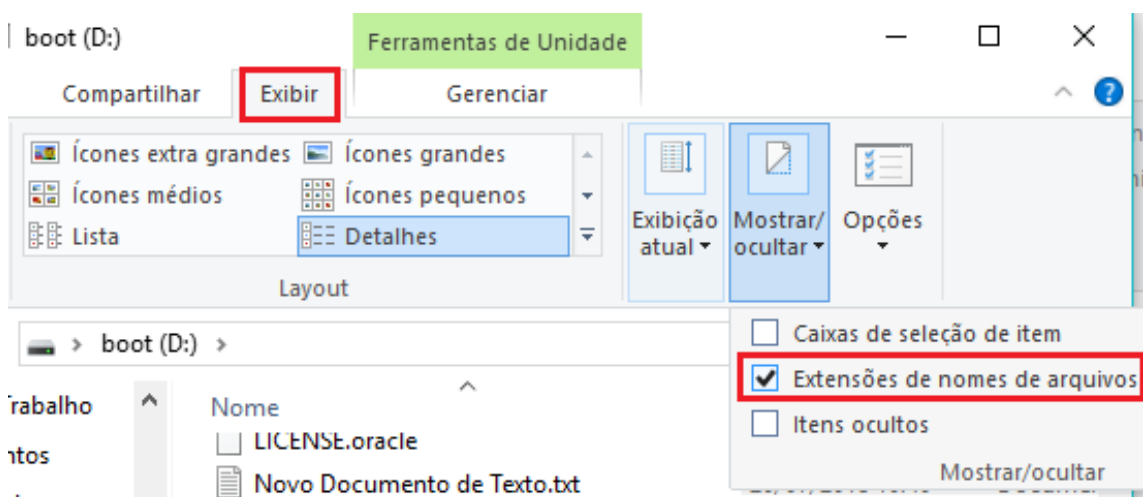 boot (D:)
Ferramentas de Unidade
Compartilhar
Exibir
Gerenciar
Ícones extra grandes
Ícones grandes
Ícones médios
Ícones pequenos
Lista
Detalhes
Layout
Exibição atual
Mostrar/ ocultar
Opções
boot (D:)
Caixas de seleção de item
Extensões de nomes de arquivos
Itens ocultos
Mostrar/ocultar
Nome
LICENSE.oracle
Novo Documento de Texto.txt